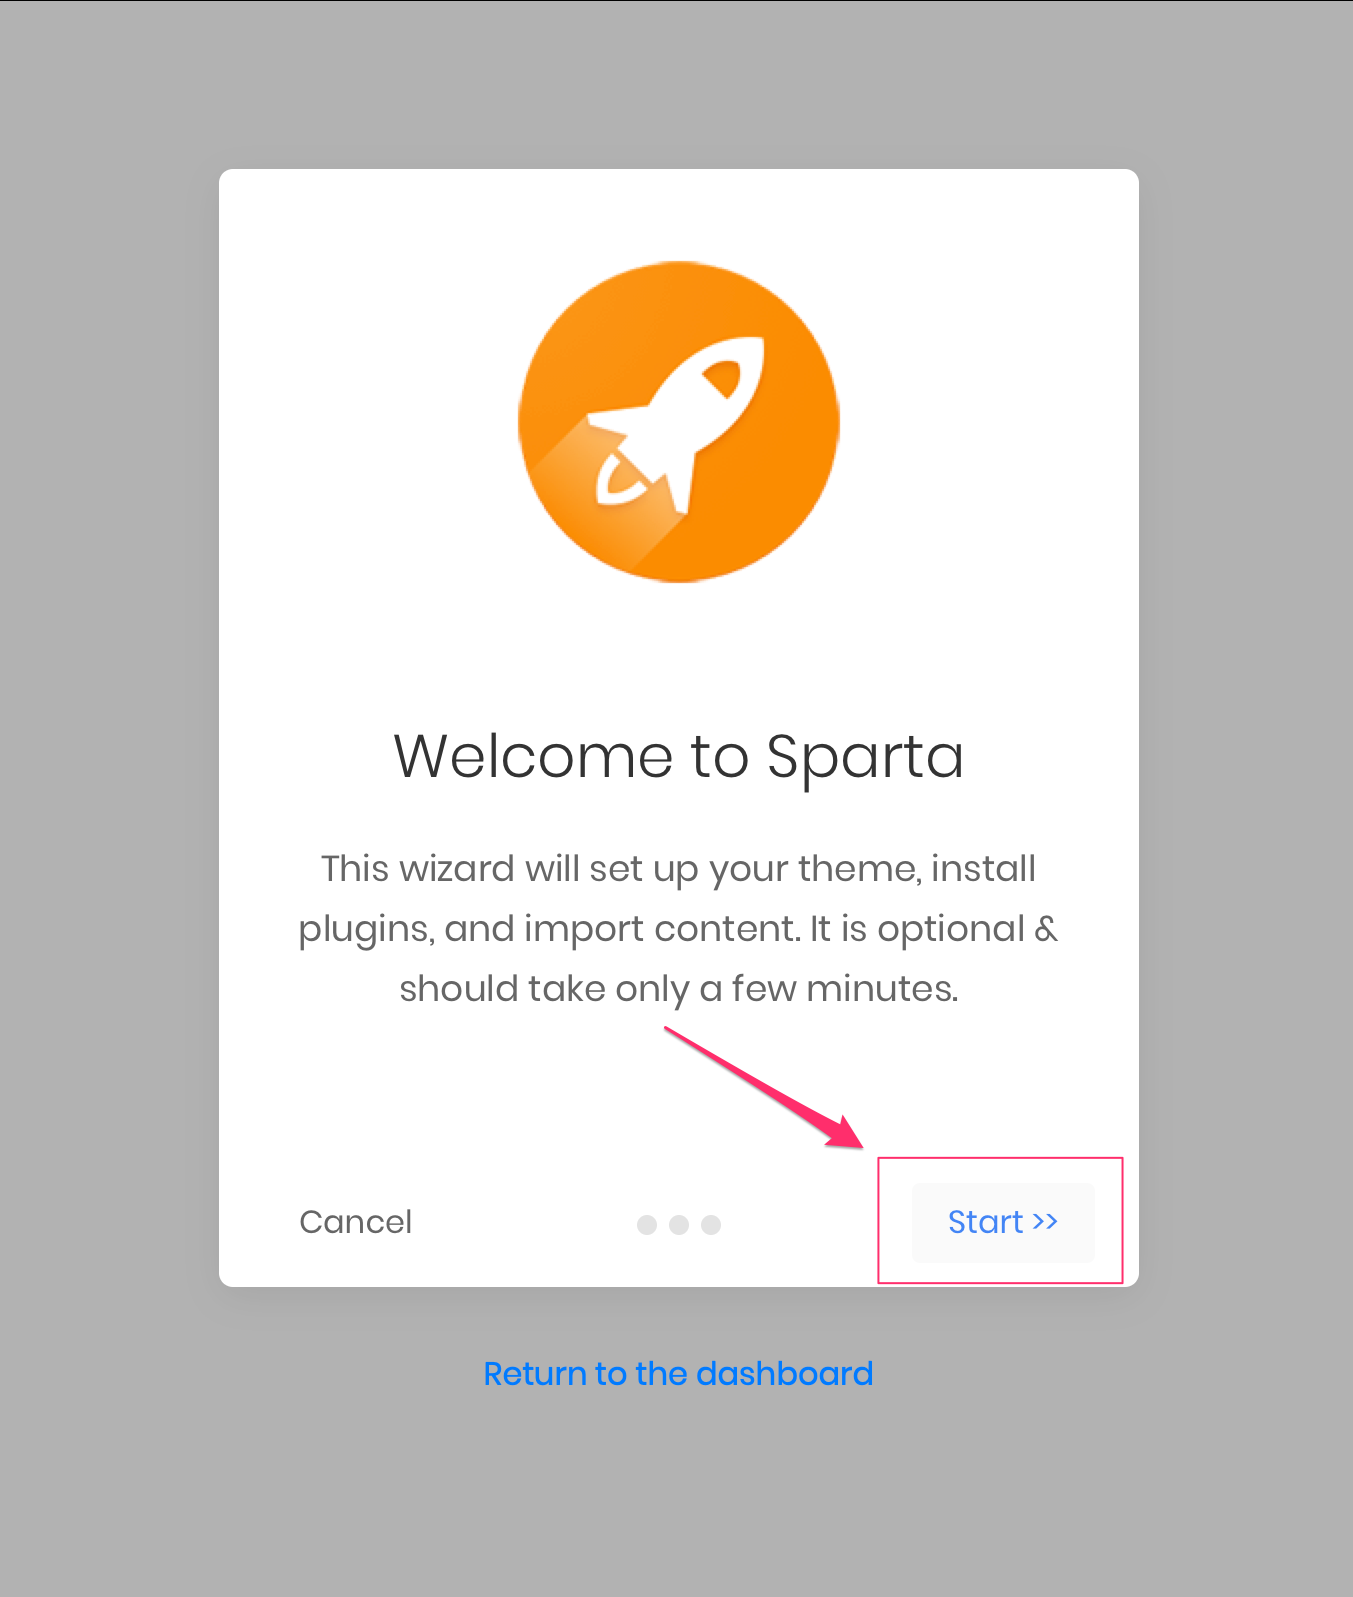 Welcome to Sparta
This wizard will set up your theme, install
plugins, and import content. It is optional &
should take only a few minutes.
Cancel
Start >>
Return to the dashboard